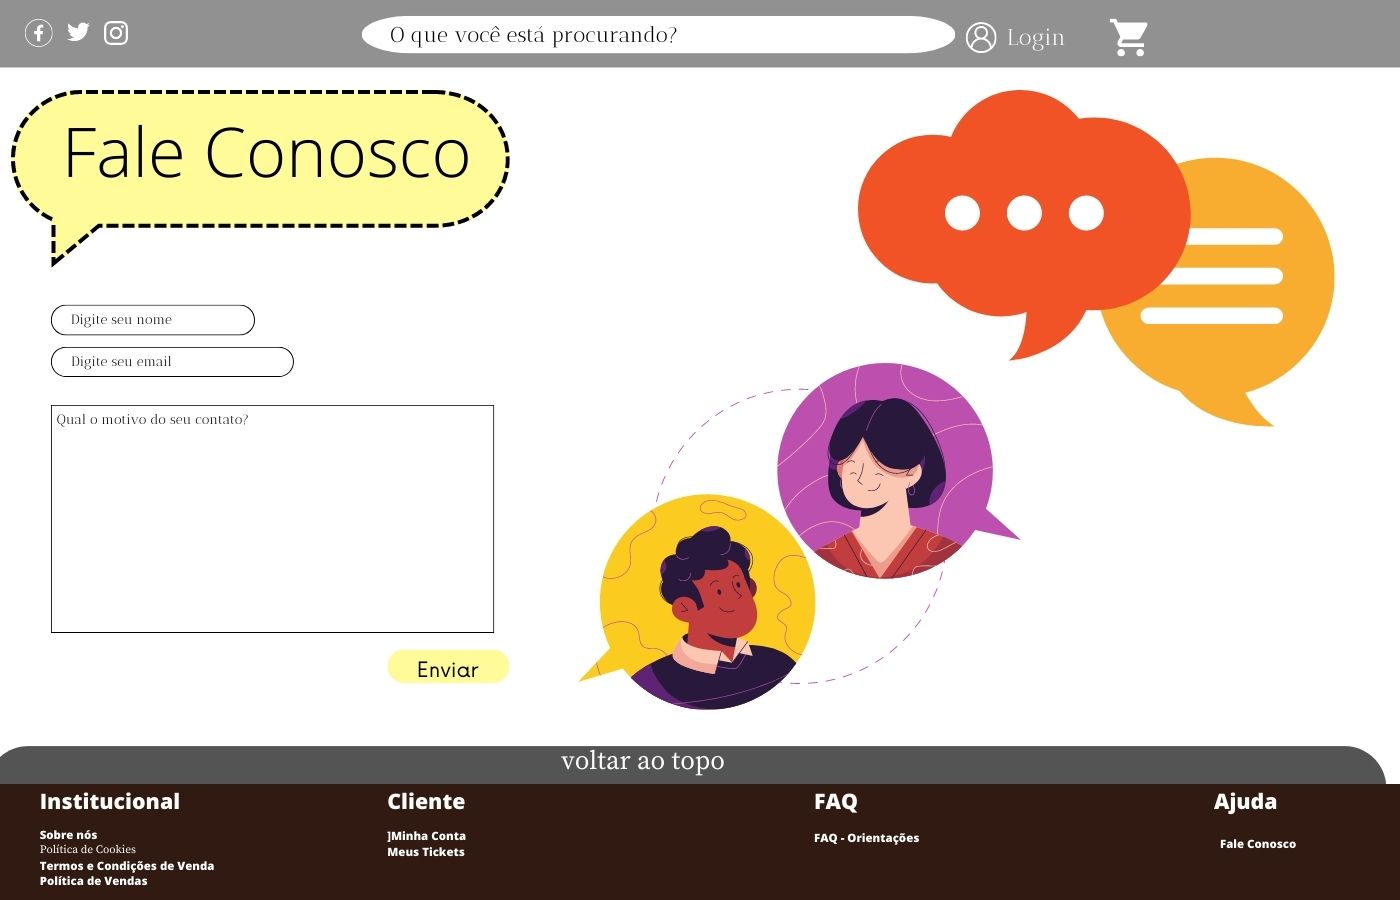 O que você está procurando?
Login
Fale Conosco
Digite seu nome
Digite seu email
Qual o motivo do seu contato?
Enviar
voltar ao topo
Institucional
Sobre nós
Política de Cookies
Termos e Condições de Venda
Política de Vendas
Cliente
]Minha Conta
Meus Tickets
FAQ
FAQ - Orientações
Ajuda
Fale Conosco